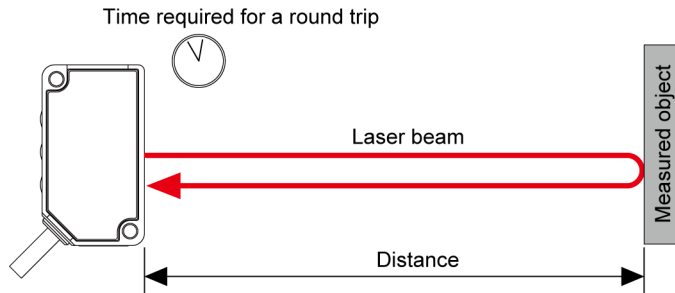 Time required for a round trip
Laser beam
Measured object
Distance